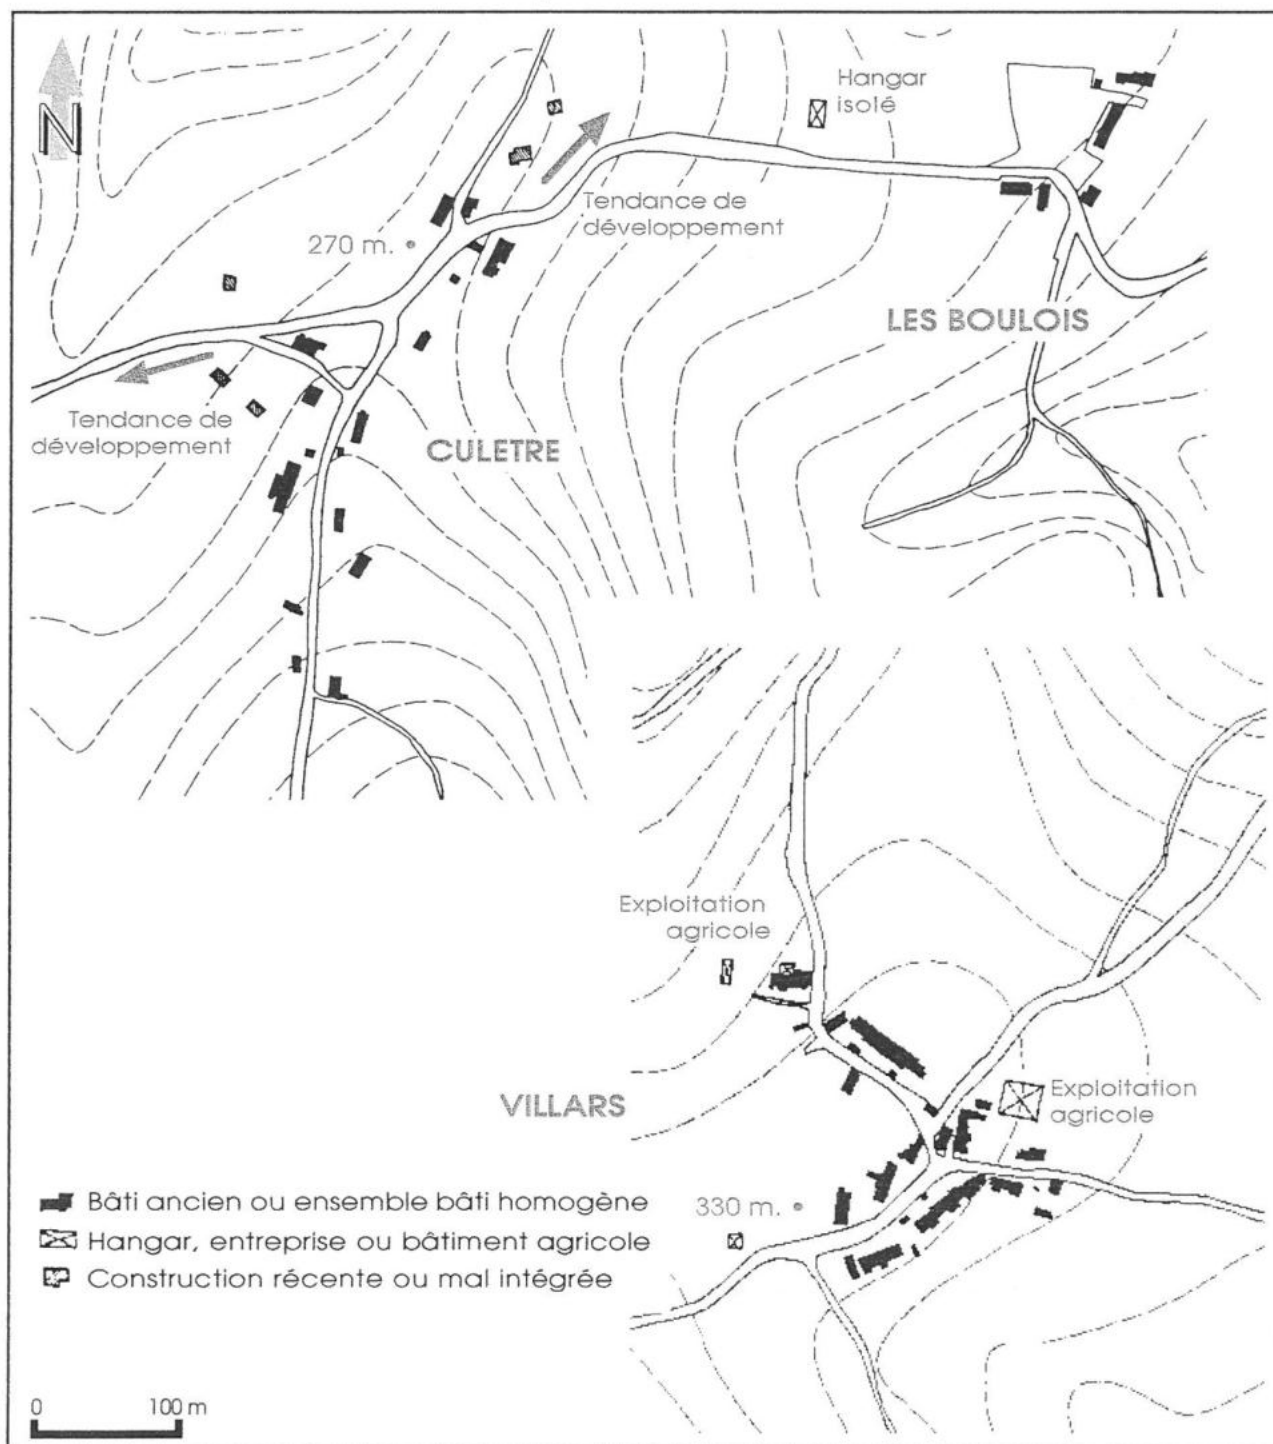 N
Hangar
isolé
Tendance de
développement
270 m.
LES BOULOIS
Tendance de
développement
CULETRE
Exploitation
agricole
VILLARS
Exploitation
agricole
Bâti ancien ou ensemble bâti homogène
330 m.
Hangar, entreprise ou bâtiment agricole
Construction récente ou mal intégrée
0 100 m